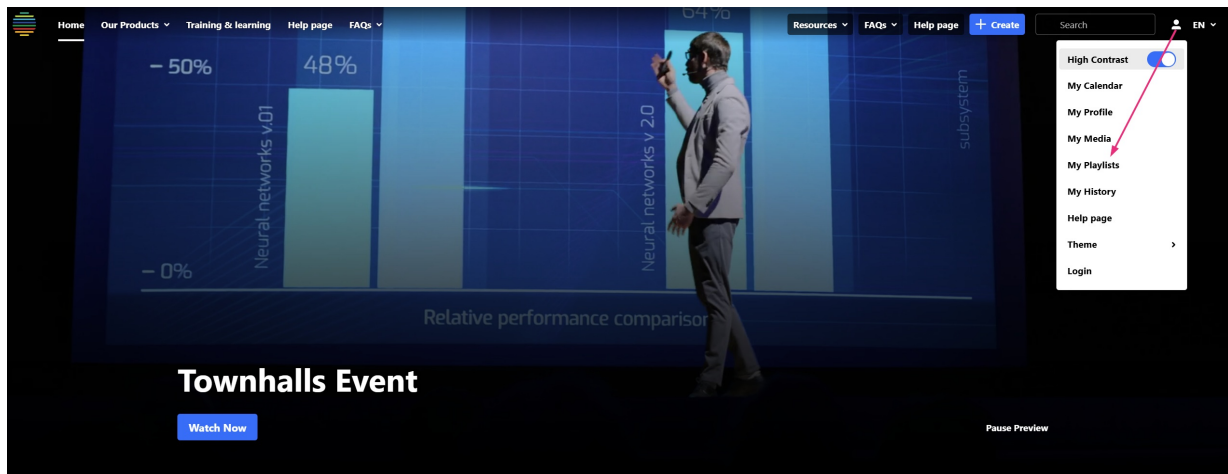 Home Our Products Training & learning Help page FAQs Resources FAQs Help page + Create Search EN
High Contrast
My Calendar
My Profile
My Media
My Playlists
My History
Help page
Theme
Login
64%
– 50% 48%
Neural networks v.01
Neural networks v 2.0
subsystem
– 0%
Relative performance comparison
Townhalls Event
Watch Now
Pause Preview